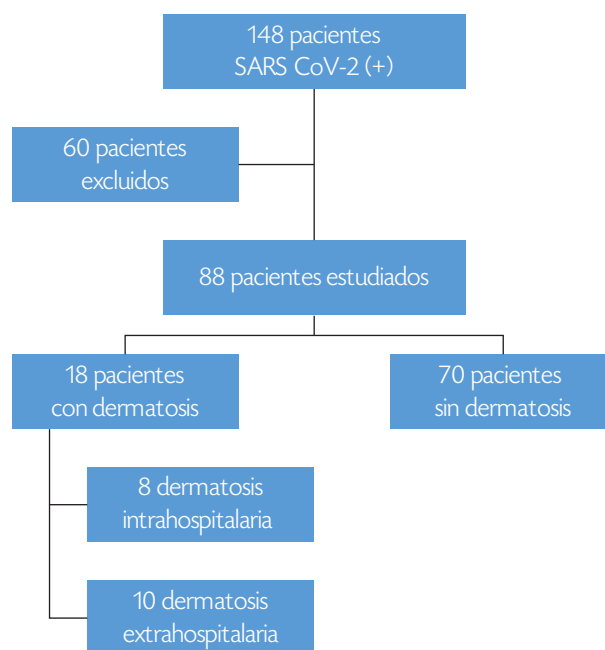 148 pacientes
SARS CoV-2 (+)
60 pacientes
excluidos
88 pacientes estudiados
18 pacientes
con dermatosis
70 pacientes
sin dermatosis
8 dermatosis
intrahospitalaria
10 dermatosis
extrahospitalaria